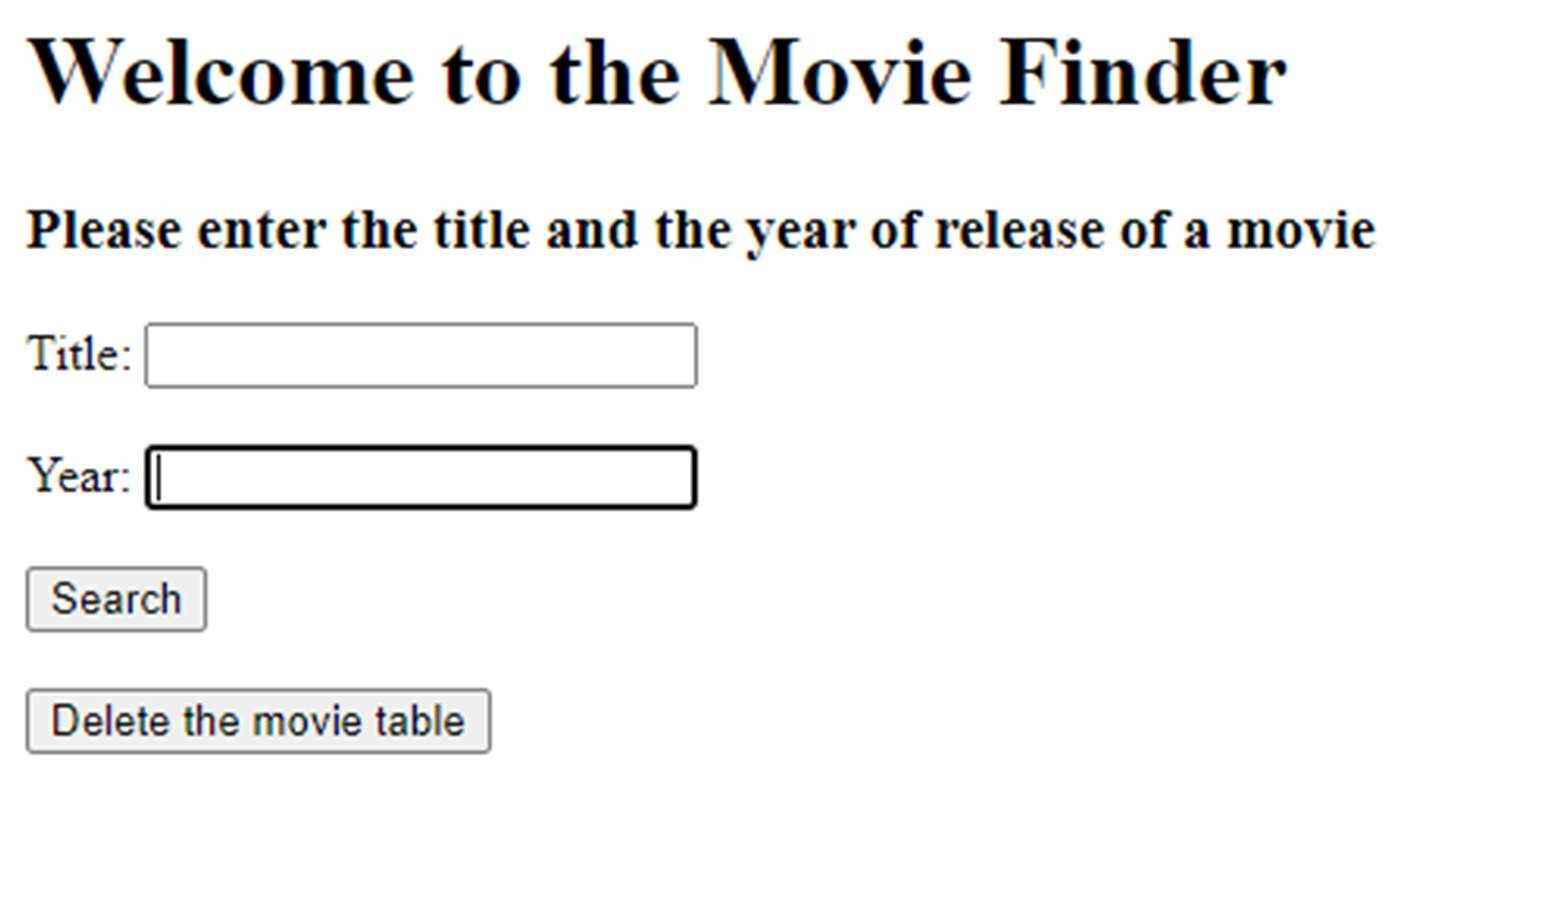 Welcome to the Movie Finder
Please enter the title and the year of release of a movie
Title:
Year:
Search
Delete the movie table